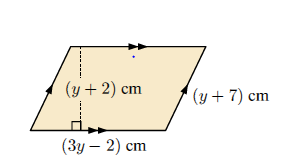 (y + 2) cm
(y + 7) cm
(3y − 2) cm